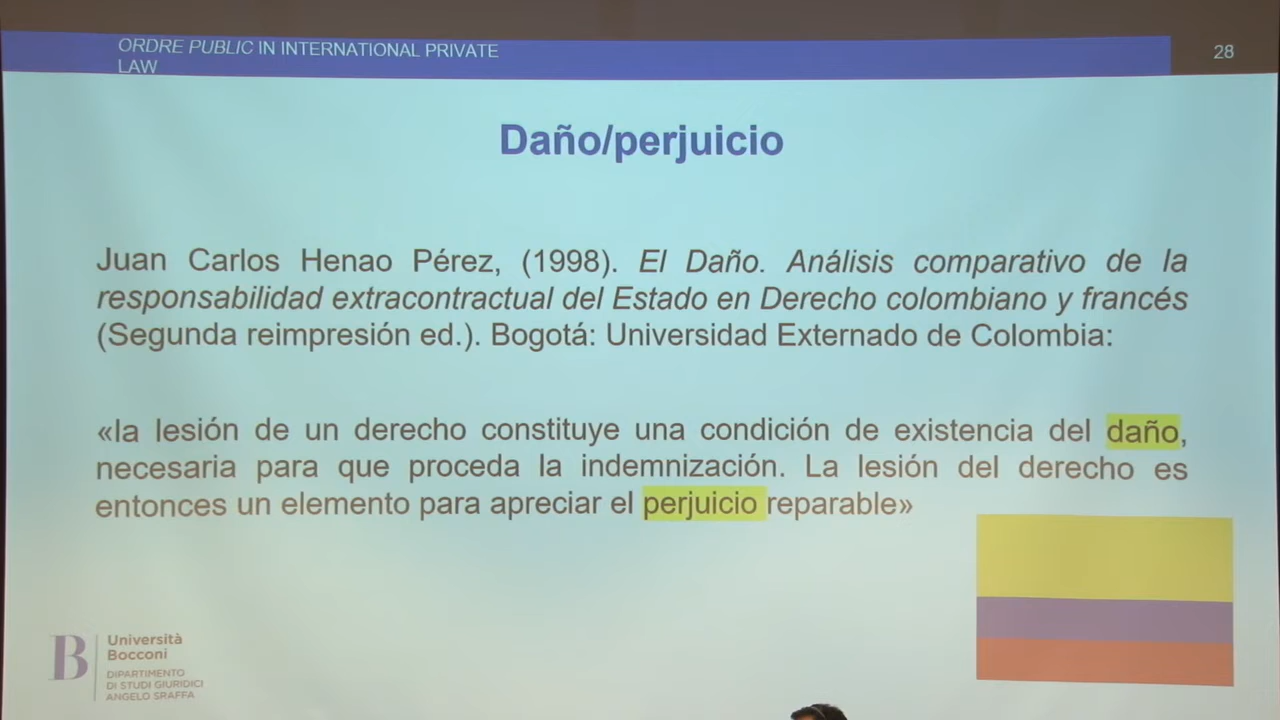 ORDRE PUBLIC IN INTERNATIONAL PRIVATE
LAW
28
Daño/perjuicio
Juan Carlos Henao Pérez, (1998). El Daño. Análisis comparativo de la
responsabilidad extracontractual del Estado en Derecho colombiano y francés
(Segunda reimpresión ed.). Bogotá: Universidad Externado de Colombia:
«la lesión de un derecho constituye una condición de existencia del daño,
necesaria para que proceda la indemnización. La lesión del derecho es
entonces un elemento para apreciar el perjuicio reparable»
B
Università
Bocconi
DIPARTIMENTO
DI STUDI GIURIDICI
ANGELO SRAFFA